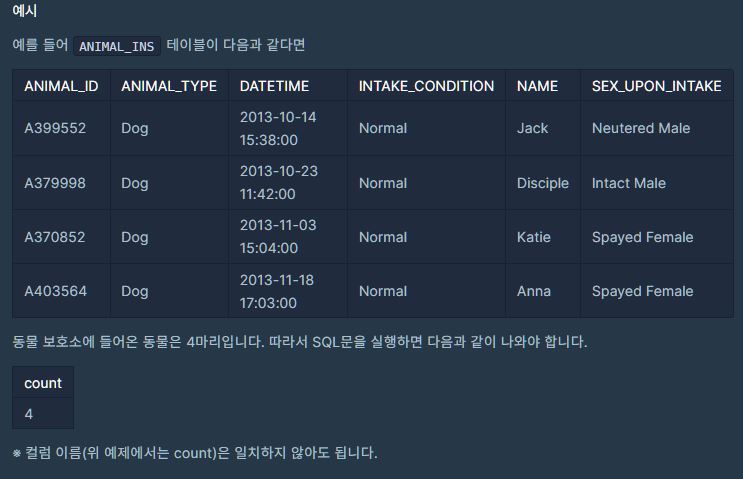 예시
예를 들어 ANIMAL_INS 테이블이 다음과 같다면
ANIMAL_ID ANIMAL_TYPE DATETIME INTAKE_CONDITION NAME SEX_UPON_INTAKE
A399552 Dog 2013-10-14 15:38:00 Normal Jack Neutered Male
A379998 Dog 2013-10-23 11:42:00 Normal Disciple Intact Male
A370852 Dog 2013-11-03 15:04:00 Normal Katie Spayed Female
A403564 Dog 2013-11-18 17:03:00 Normal Anna Spayed Female
동물 보호소에 들어온 동물은 4마리입니다. 따라서 SQL문을 실행하면 다음과 같이 나와야 합니다.
count
4
※ 컬럼 이름(위 예제에서는 count)은 일치하지 않아도 됩니다.